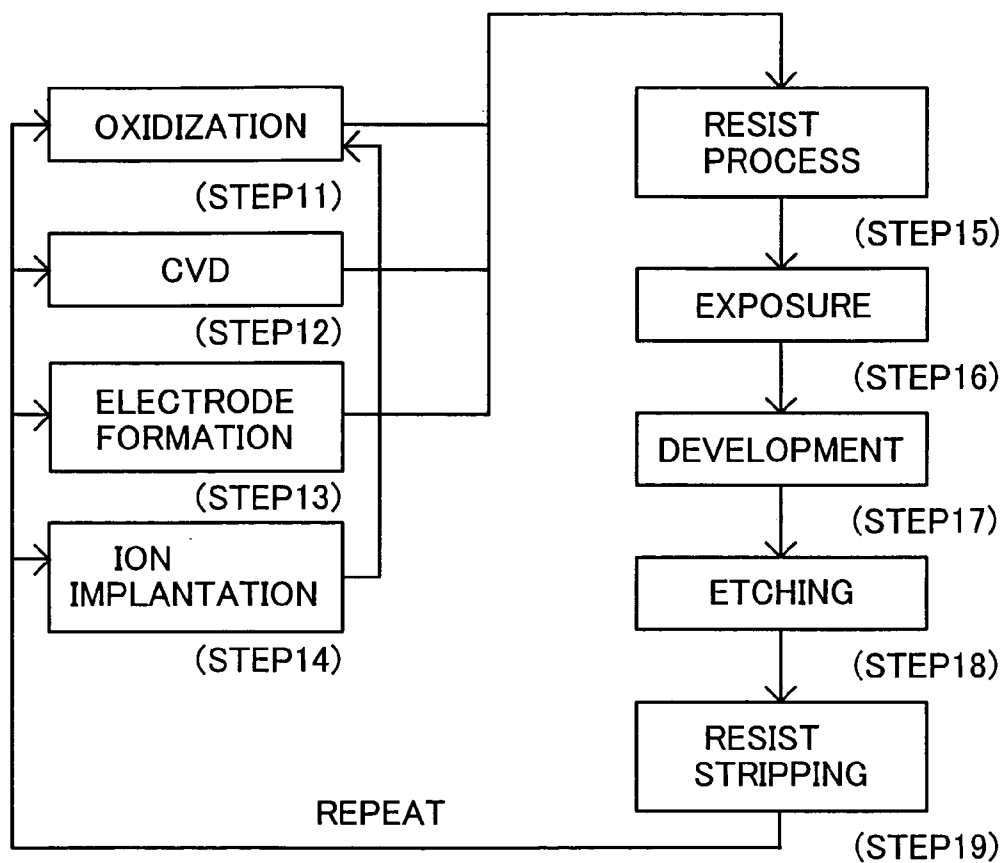 OXIDIZATION
(STEP11)
CVD
(STEP12)
ELECTRODE
FORMATION
(STEP13)
ION
IMPLANTATION
(STEP14)
RESIST
PROCESS
(STEP15)
EXPOSURE
(STEP16)
DEVELOPMENT
(STEP17)
ETCHING
(STEP18)
RESIST
STRIPPING
(STEP19)
REPEAT